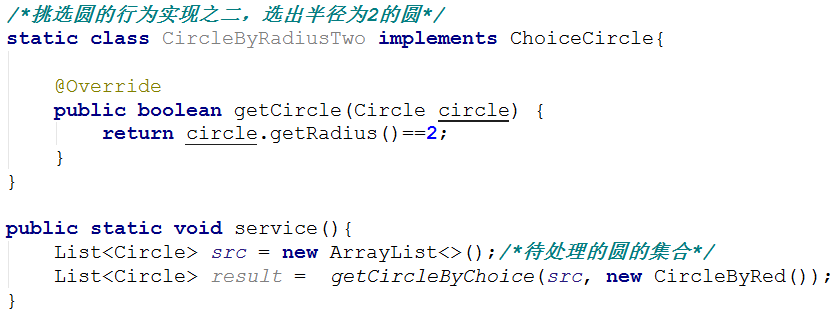 /*挑选圆的行为实现之二，选出半径为2的圆*/
static class CircleByRadiusTwo implements ChoiceCircle{
@Override
public boolean getCircle(Circle circle) {
return circle.getRadius()==2;
}
}
public static void service(){
List<Circle> src = new ArrayList<>();/*待处理的圆的集合*/
List<Circle> result =  getCircleByChoice(src, new CircleByRed());
}